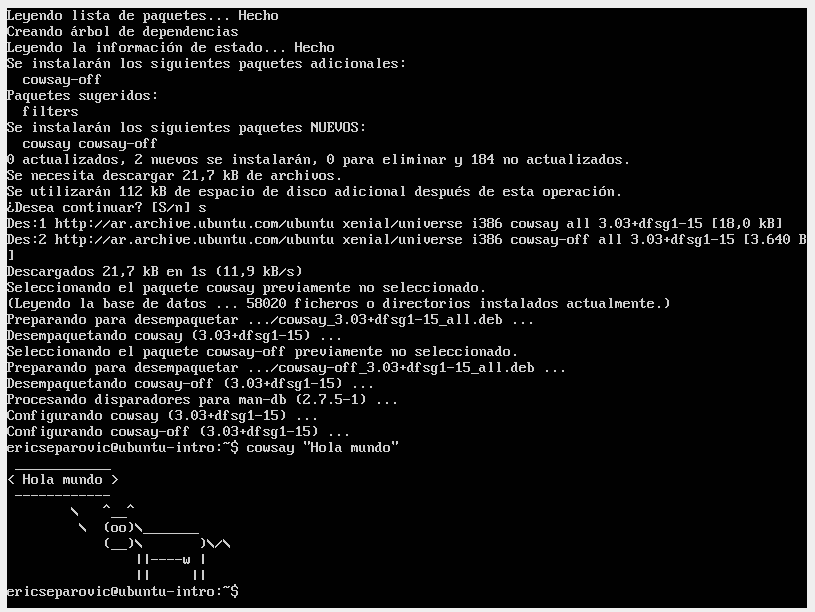 Leyendo lista de paquetes... Hecho
Creando árbol de dependencias
Leyendo la información de estado... Hecho
Se instalarán los siguientes paquetes adicionales:
  cowsay-off
Paquetes sugeridos:
  filters
Se instalarán los siguientes paquetes NUEVOS:
  cowsay cowsay-off
0 actualizados, 2 nuevos se instalarán, 0 para eliminar y 184 no actualizados.
Se necesita descargar 21,7 kB de archivos.
Se utilizarán 112 kB de espacio de disco adicional después de esta operación.
¿Desea continuar? [S/n] s
Des:1 http://ar.archive.ubuntu.com/ubuntu xenial/universe i386 cowsay all 3.03+dfsg1-15 [18,0 kB]
Des:2 http://ar.archive.ubuntu.com/ubuntu xenial/universe i386 cowsay-off all 3.03+dfsg1-15 [3.640 B
]
Descargados 21,7 kB en 1s (11,9 kB/s)
Seleccionando el paquete cowsay previamente no seleccionado.
(Leyendo la base de datos ... 58020 ficheros o directorios instalados actualmente.)
Preparando para desempaquetar .../cowsay_3.03+dfsg1-15_all.deb ...
Desempaquetando cowsay (3.03+dfsg1-15) ...
Seleccionando el paquete cowsay-off previamente no seleccionado.
Preparando para desempaquetar .../cowsay-off_3.03+dfsg1-15_all.deb ...
Desempaquetando cowsay-off (3.03+dfsg1-15) ...
Procesando disparadores para man-db (2.7.5-1) ...
Configurando cowsay (3.03+dfsg1-15) ...
Configurando cowsay-off (3.03+dfsg1-15) ...
ericseparovic@ubuntu-intro:~$ cowsay "Hola mundo"
 ____________
< Hola mundo >
 ------------
        \   ^__^
         \  (oo)\_______
            (__)\       )\/\
                ||----w |
                ||     ||
ericseparovic@ubuntu-intro:~$